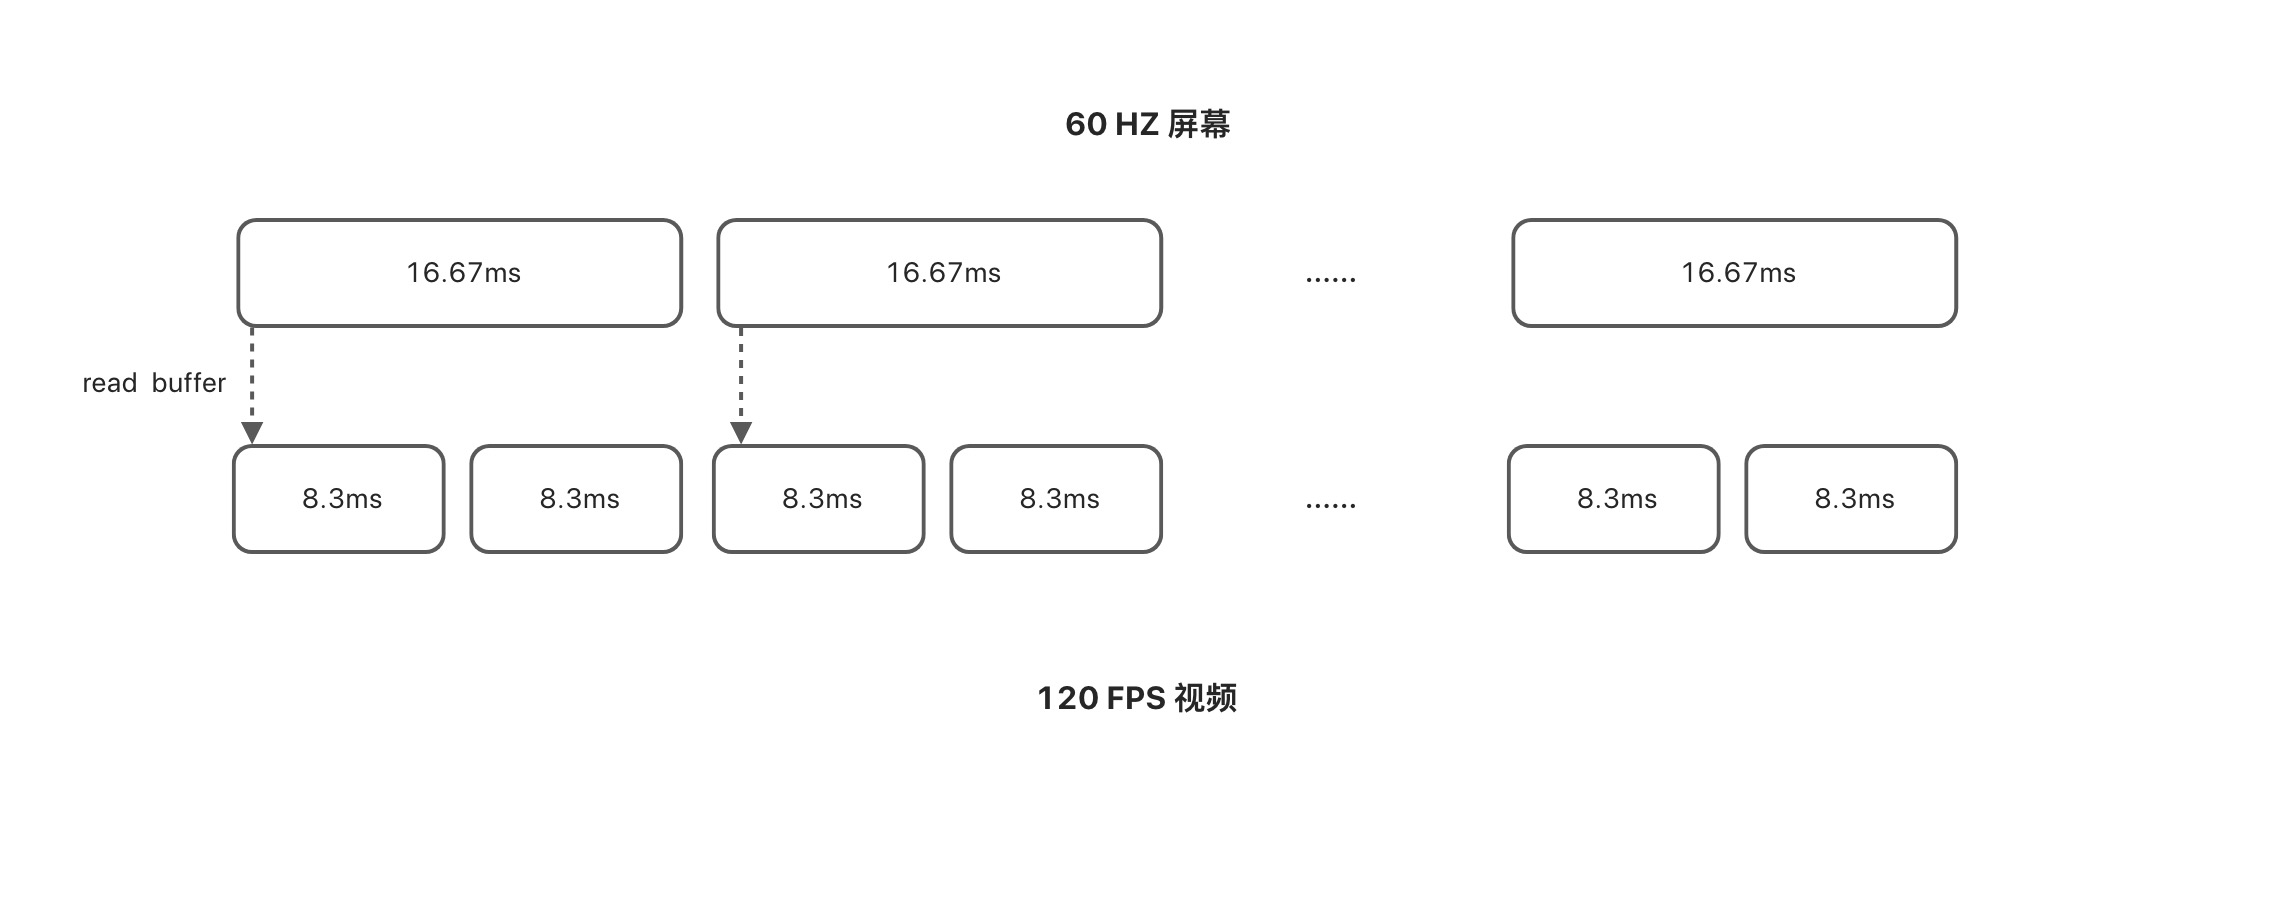 60 HZ 屏幕
16.67ms 16.67ms ...... 16.67ms
read buffer
8.3ms 8.3ms 8.3ms 8.3ms ...... 8.3ms 8.3ms
120 FPS 视频